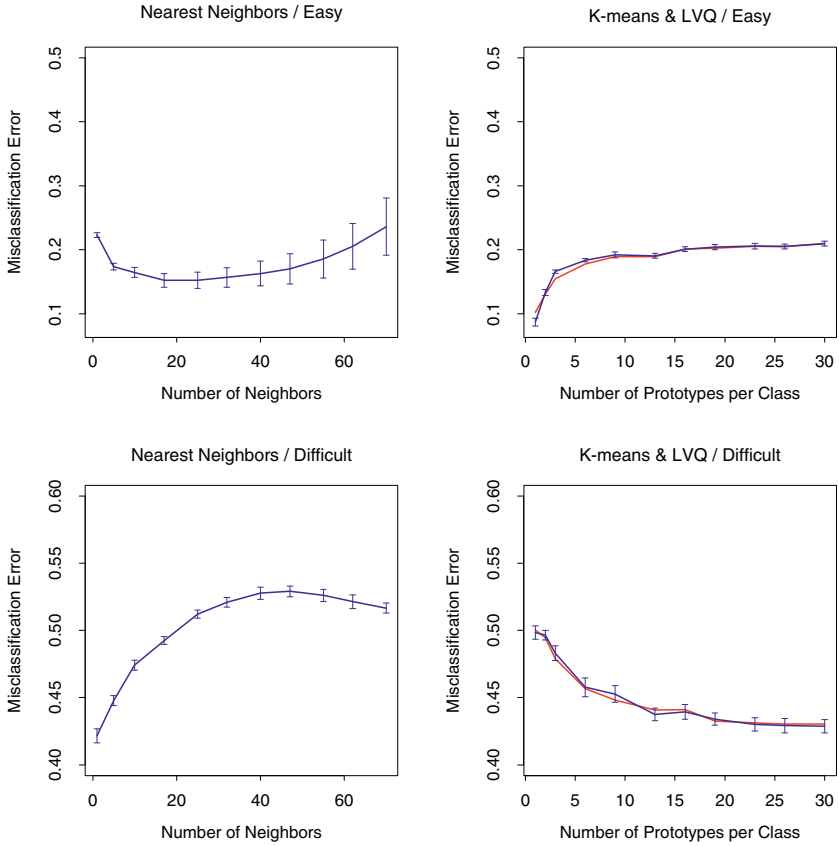 Nearest Neighbors / Easy
Misclassification Error
0.5
0.4
0.3
0.2
0.1
0 20 40 60
Number of Neighbors
K-means & LVQ / Easy
Misclassification Error
0.5
0.4
0.3
0.2
0.1
0 5 10 15 20 25 30
Number of Prototypes per Class
Nearest Neighbors / Difficult
Misclassification Error
0.60
0.55
0.50
0.45
0.40
0 20 40 60
Number of Neighbors
K-means & LVQ / Difficult
Misclassification Error
0.60
0.55
0.50
0.45
0.40
0 5 10 15 20 25 30
Number of Prototypes per Class